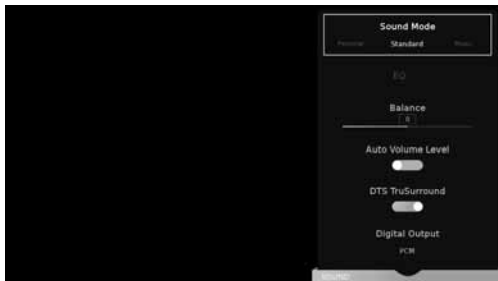 Sound Mode
Personal Standard Music
EQ
Balance
0
Auto Volume Level
DTS TruSurround
Digital Output
PCM
SOUND